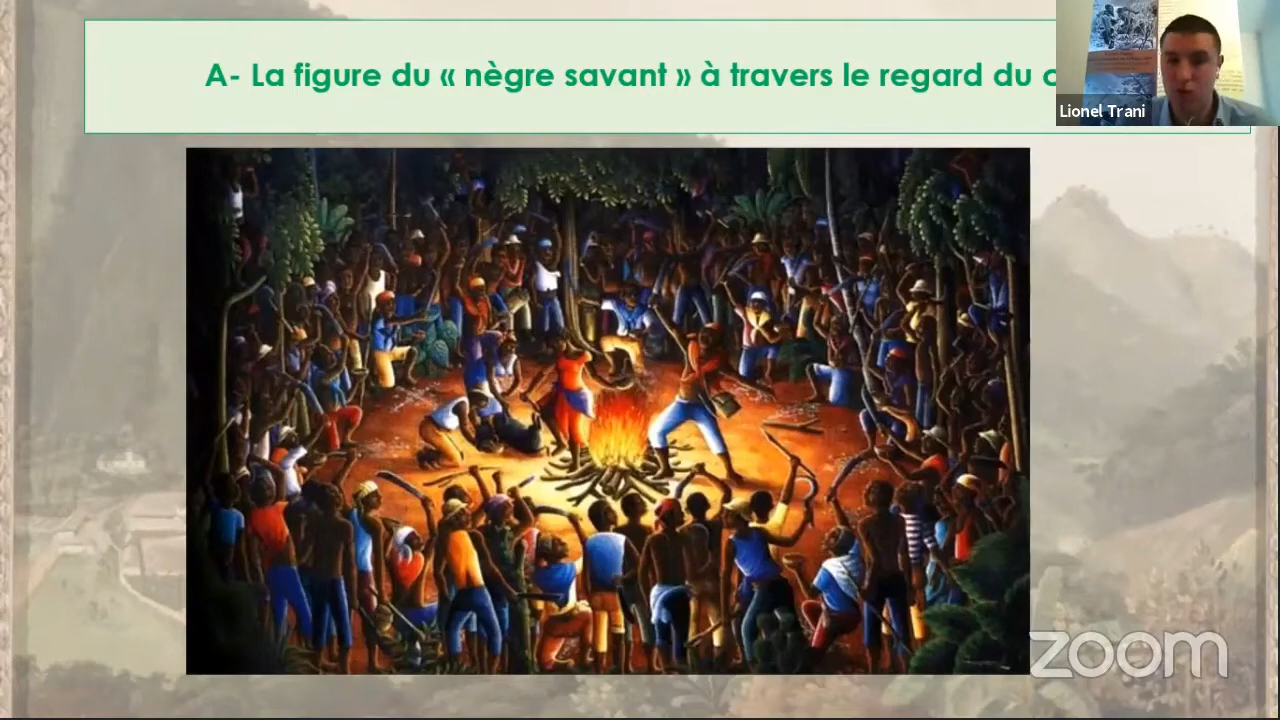 A- La figure du « nègre savant » à travers le regard du
Lionel Trani
zoom